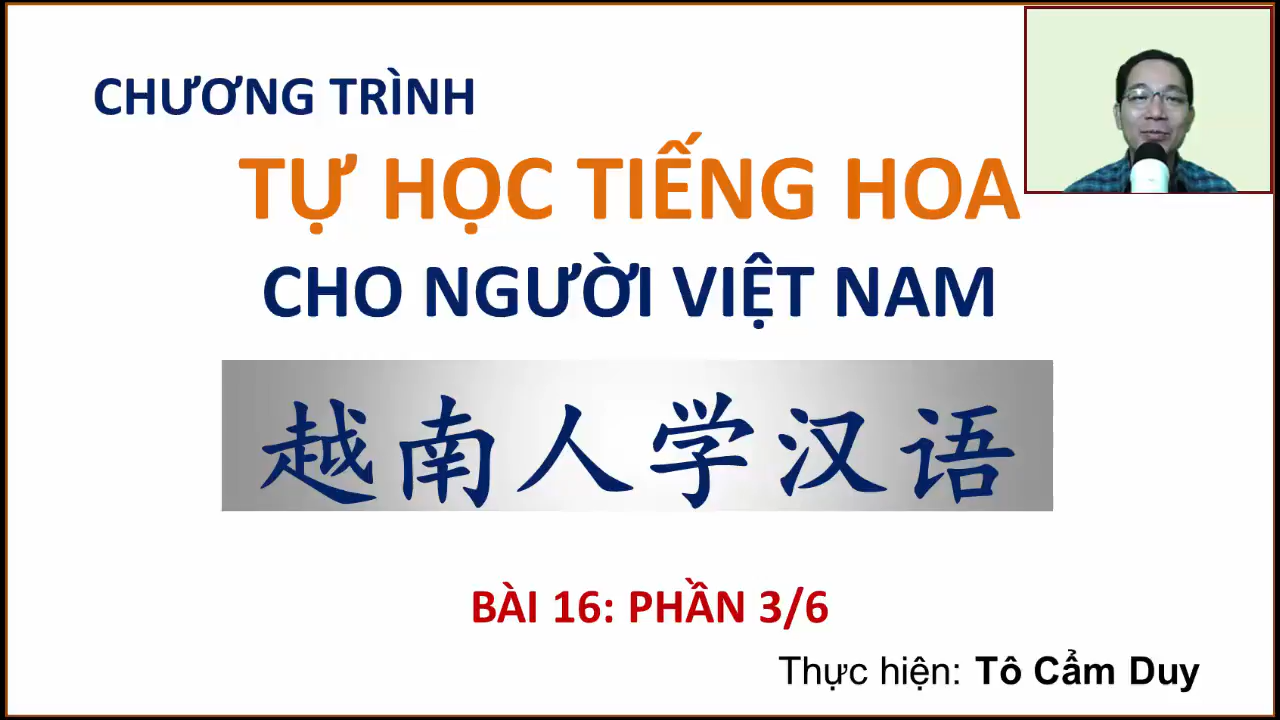 CHƯƠNG TRÌNH
TỰ HỌC TIẾNG HOA
CHO NGƯỜI VIỆT NAM
越南人学汉语
BÀI 16: PHẦN 3/6
Thực hiện: Tô Cẩm Duy